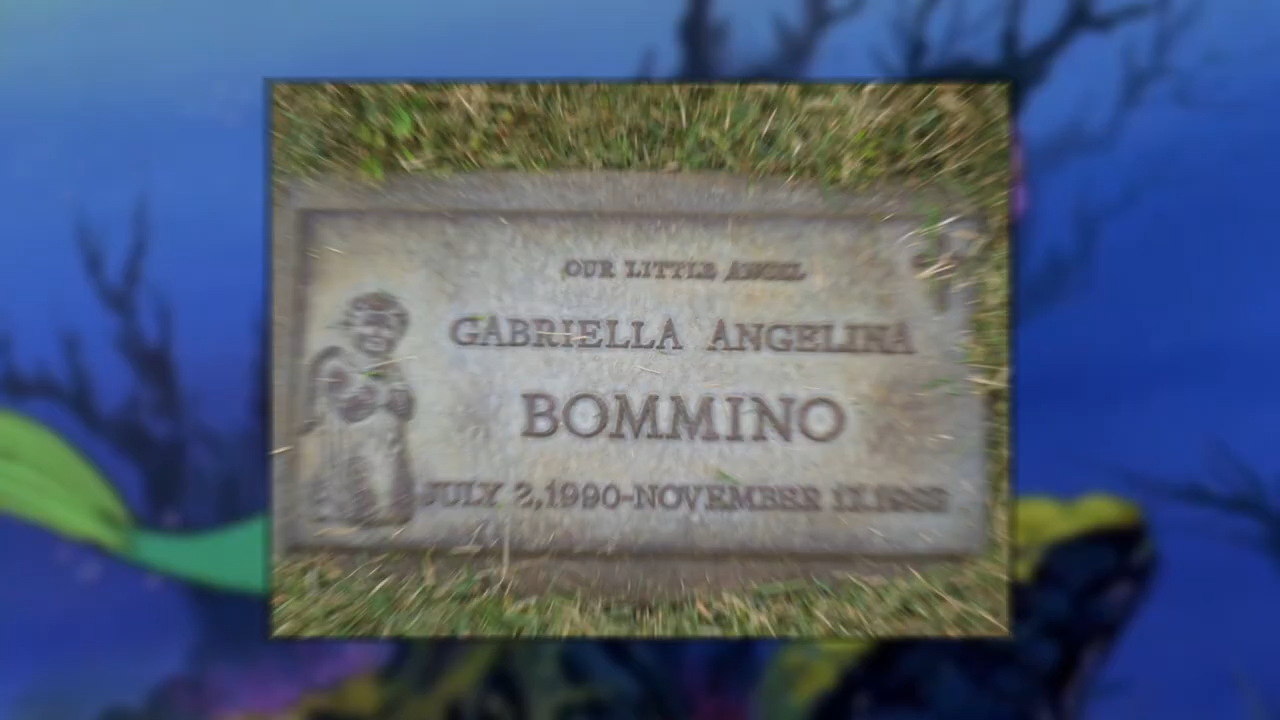 OUR LITTLE ANGEL
GABRIELLA ANGELINA
BOMMINO
JULY 2,1990-NOVEMBER